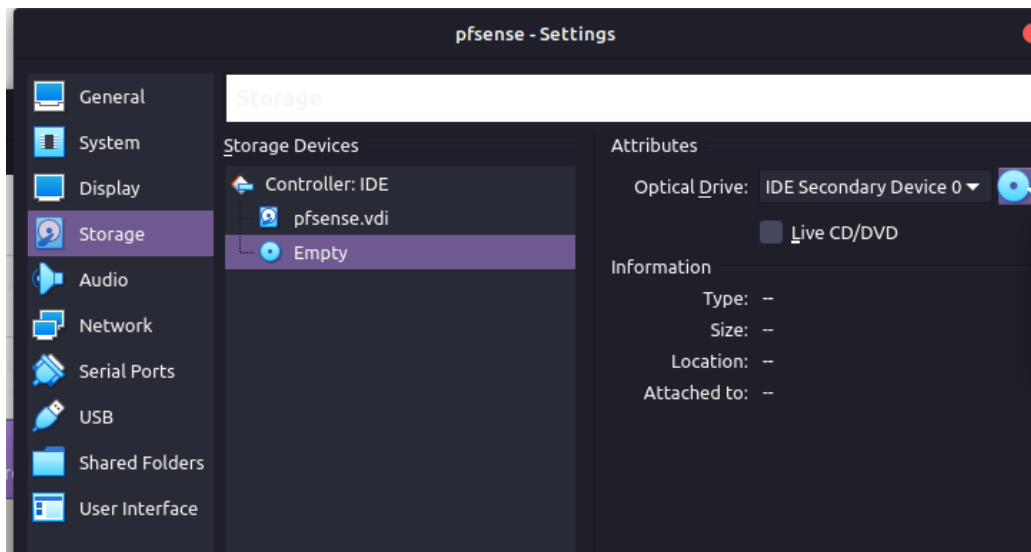 pfsense - Settings
General
System
Display
Storage
Audio
Network
Serial Ports
USB
Shared Folders
User Interface
Storage
Storage Devices
Controller: IDE
pfsense.vdi
Empty
Attributes
Optical Drive: IDE Secondary Device 0
Live CD/DVD
Information
Type: --
Size: --
Location: --
Attached to: --